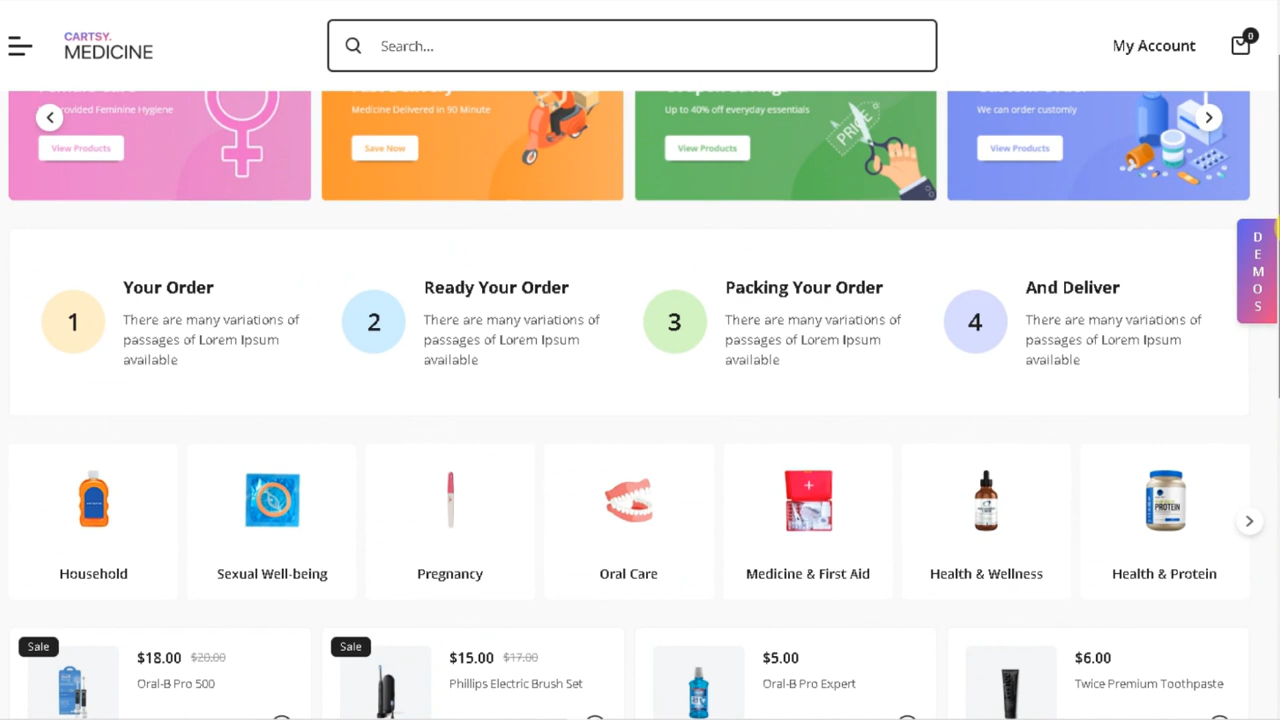 CARTSY.
MEDICINE
Search...
My Account
0
Provided Feminine Hygiene
View Products
Medicine Delivered in 90 Minute
Save Now
Up to 40% off everyday essentials
PRICE
View Products
We can order customly
View Products
DEMOS
1
Your Order
There are many variations of
passages of Lorem Ipsum
available
2
Ready Your Order
There are many variations of
passages of Lorem Ipsum
available
3
Packing Your Order
There are many variations of
passages of Lorem Ipsum
available
4
And Deliver
There are many variations of
passages of Lorem Ipsum
available
Household
Sexual Well-being
Pregnancy
Oral Care
Medicine & First Aid
Health & Wellness
PROTEIN
Health & Protein
Sale
$18.00 $20.00
Oral-B Pro 500
Sale
$15.00 $17.00
Phillips Electric Brush Set
$5.00
Oral-B Pro Expert
$6.00
Twice Premium Toothpaste